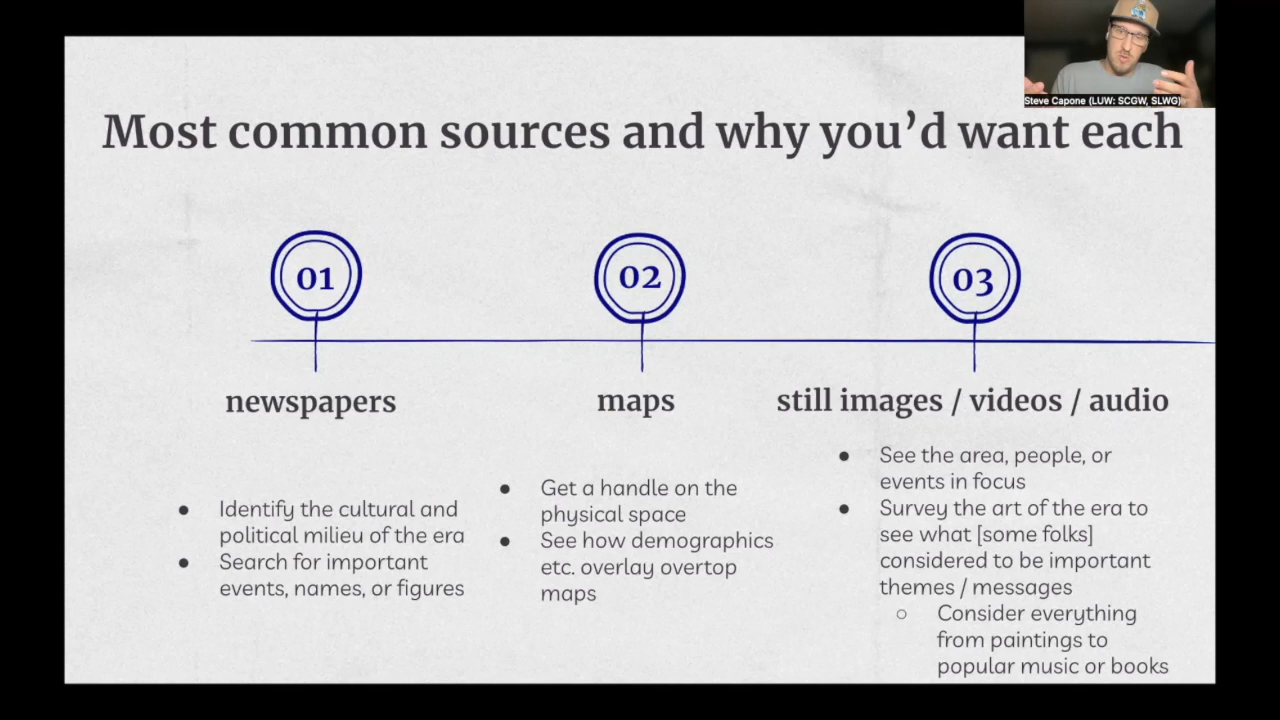 Steve Capone (LUW: SCGW, SLWG)
Most common sources and why you’d want each
01
02
03
newspapers
maps
still images / videos / audio
● Identify the cultural and
political milieu of the era
● Search for important
events, names, or figures
● Get a handle on the
physical space
● See how demographics
etc. overlay overtop
maps
● See the area, people, or
events in focus
● Survey the art of the era to
see what [some folks]
considered to be important
themes / messages
○ Consider everything
from paintings to
popular music or books